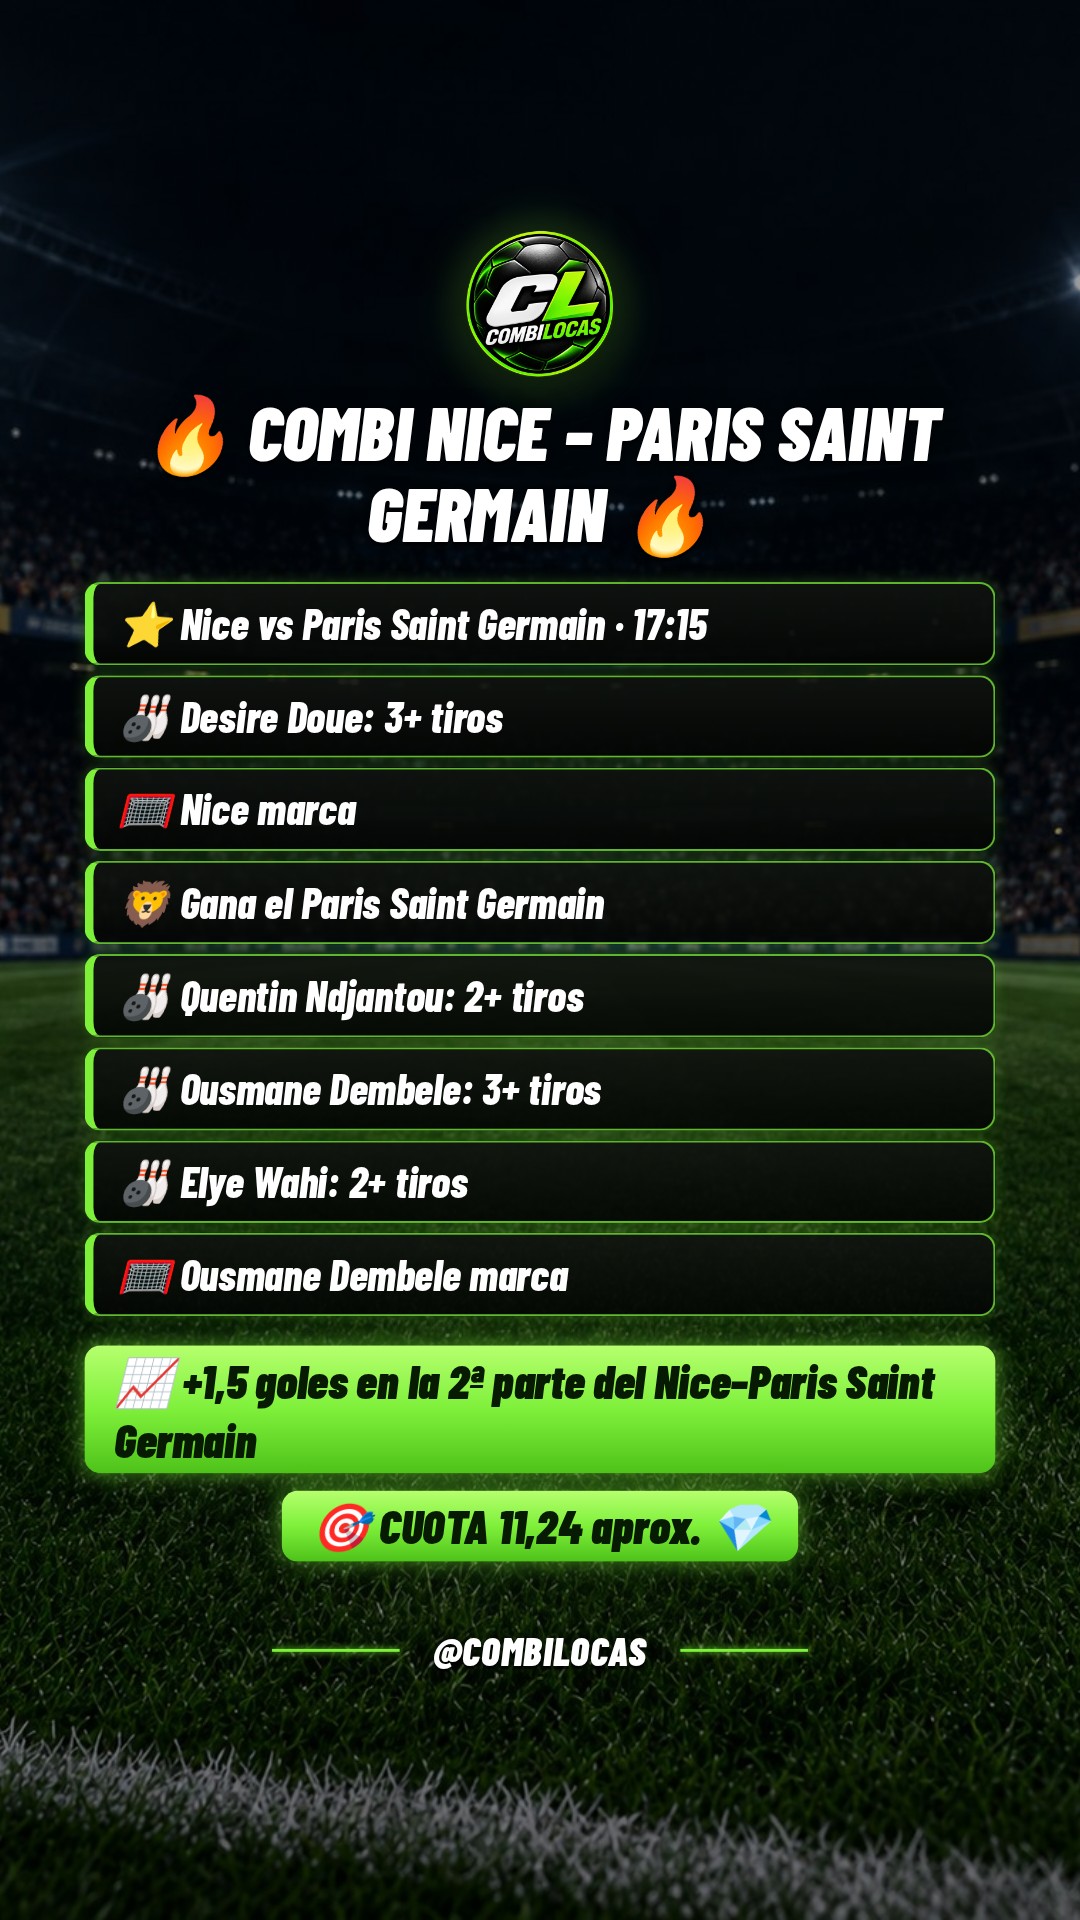 CL
COMBILOCAS
🔥 COMBI NICE - PARIS SAINT
GERMAIN 🔥
⭐ Nice vs Paris Saint Germain · 17:15
🎳 Desire Doue: 3+ tiros
🥅 Nice marca
🦁 Gana el Paris Saint Germain
🎳 Quentin Ndjantou: 2+ tiros
🎳 Ousmane Dembele: 3+ tiros
🎳 Elye Wahi: 2+ tiros
🥅 Ousmane Dembele marca
📈 +1,5 goles en la 2ª parte del Nice-Paris Saint
Germain
🎯 CUOTA 11,24 aprox. 💎
@COMBILOCAS